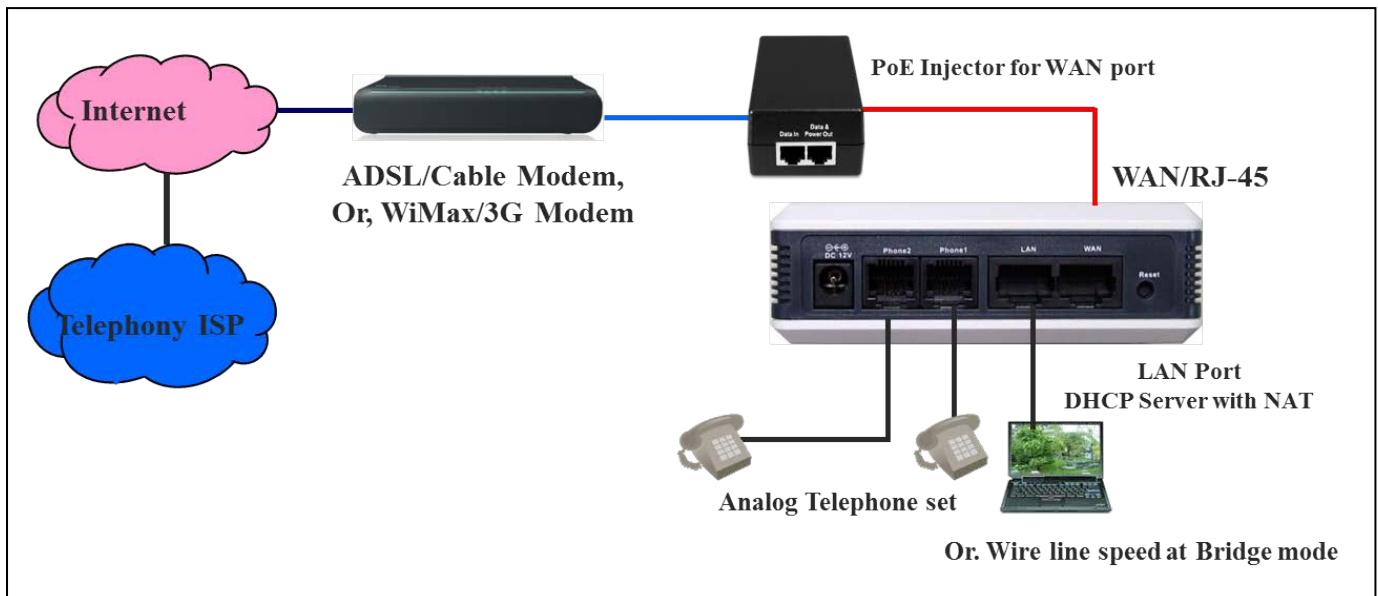 Internet
Telephony ISP
ADSL/Cable Modem,
Or, WiMax/3G Modem
PoE Injector for WAN port
Data In
Data &
Power Out
WAN/RJ-45
DC 12V
Phone2
Phone1
LAN
WAN
Reset
LAN Port
DHCP Server with NAT
Analog Telephone set
Or. Wire line speed at Bridge mode